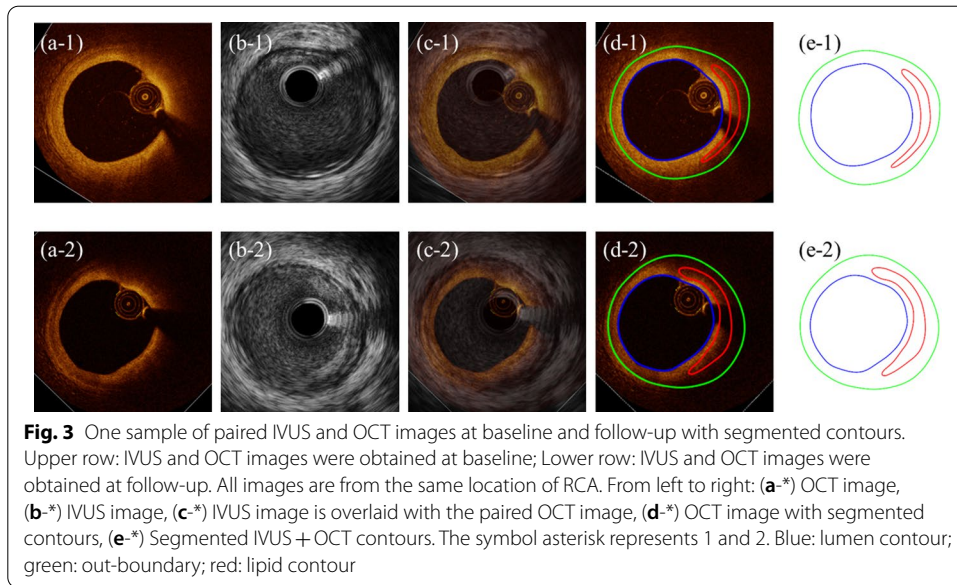 (a-1) (b-1) (c-1) (d-1) (e-1)
(a-2) (b-2) (c-2) (d-2) (e-2)
Fig. 3 One sample of paired IVUS and OCT images at baseline and follow-up with segmented contours.
Upper row: IVUS and OCT images were obtained at baseline; Lower row: IVUS and OCT images were
obtained at follow-up. All images are from the same location of RCA. From left to right: (a-*) OCT image,
(b-*) IVUS image, (c-*) IVUS image is overlaid with the paired OCT image, (d-*) OCT image with segmented
contours, (e-*) Segmented IVUS + OCT contours. The symbol asterisk represents 1 and 2. Blue: lumen contour;
green: out-boundary; red: lipid contour